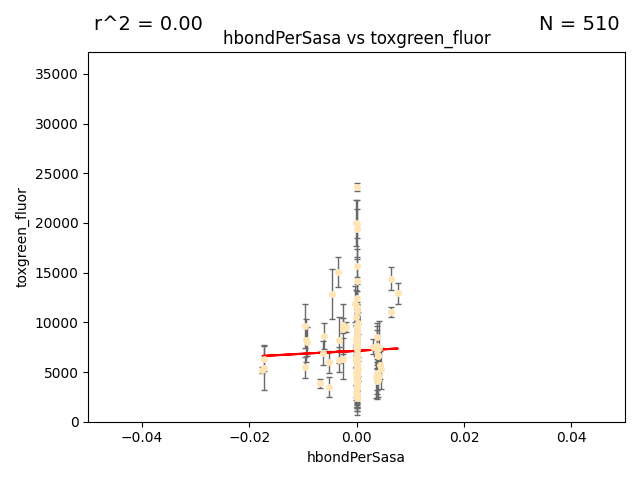 r^2 = 0.00
N = 510
hbondPerSasa vs toxgreen_fluor
35000
30000
25000
20000
15000
10000
5000
0
toxgreen_fluor
−0.04
−0.02
0.00
0.02
0.04
hbondPerSasa